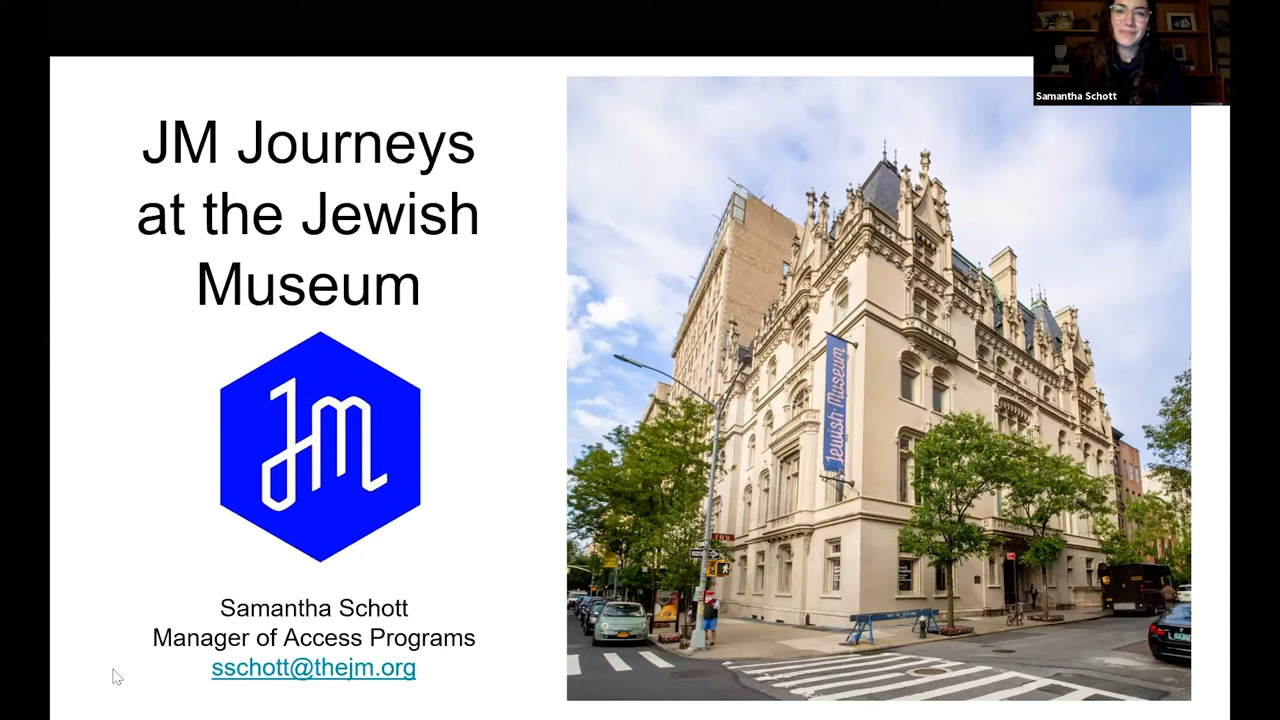 JM Journeys
at the Jewish
Museum
JM
Samantha Schott
Manager of Access Programs
sschott@thejm.org
Jewish Museum
Samantha Schott